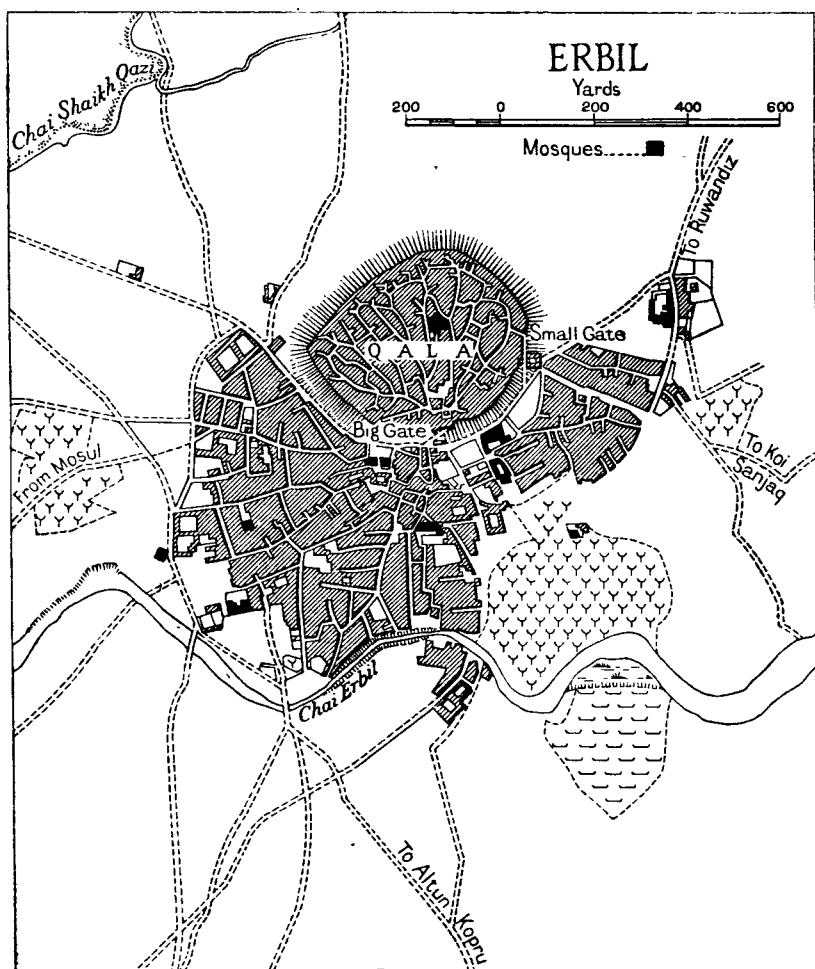 ERBIL
Yards
200 0 200 400 600
Mosques
Chai Shaikh Qazi
To Ruwandiz
QALA
Small Gate
Big Gate
From Mosul
To Koi
Sanjaq
Chai Erbil
To Altun Kopru